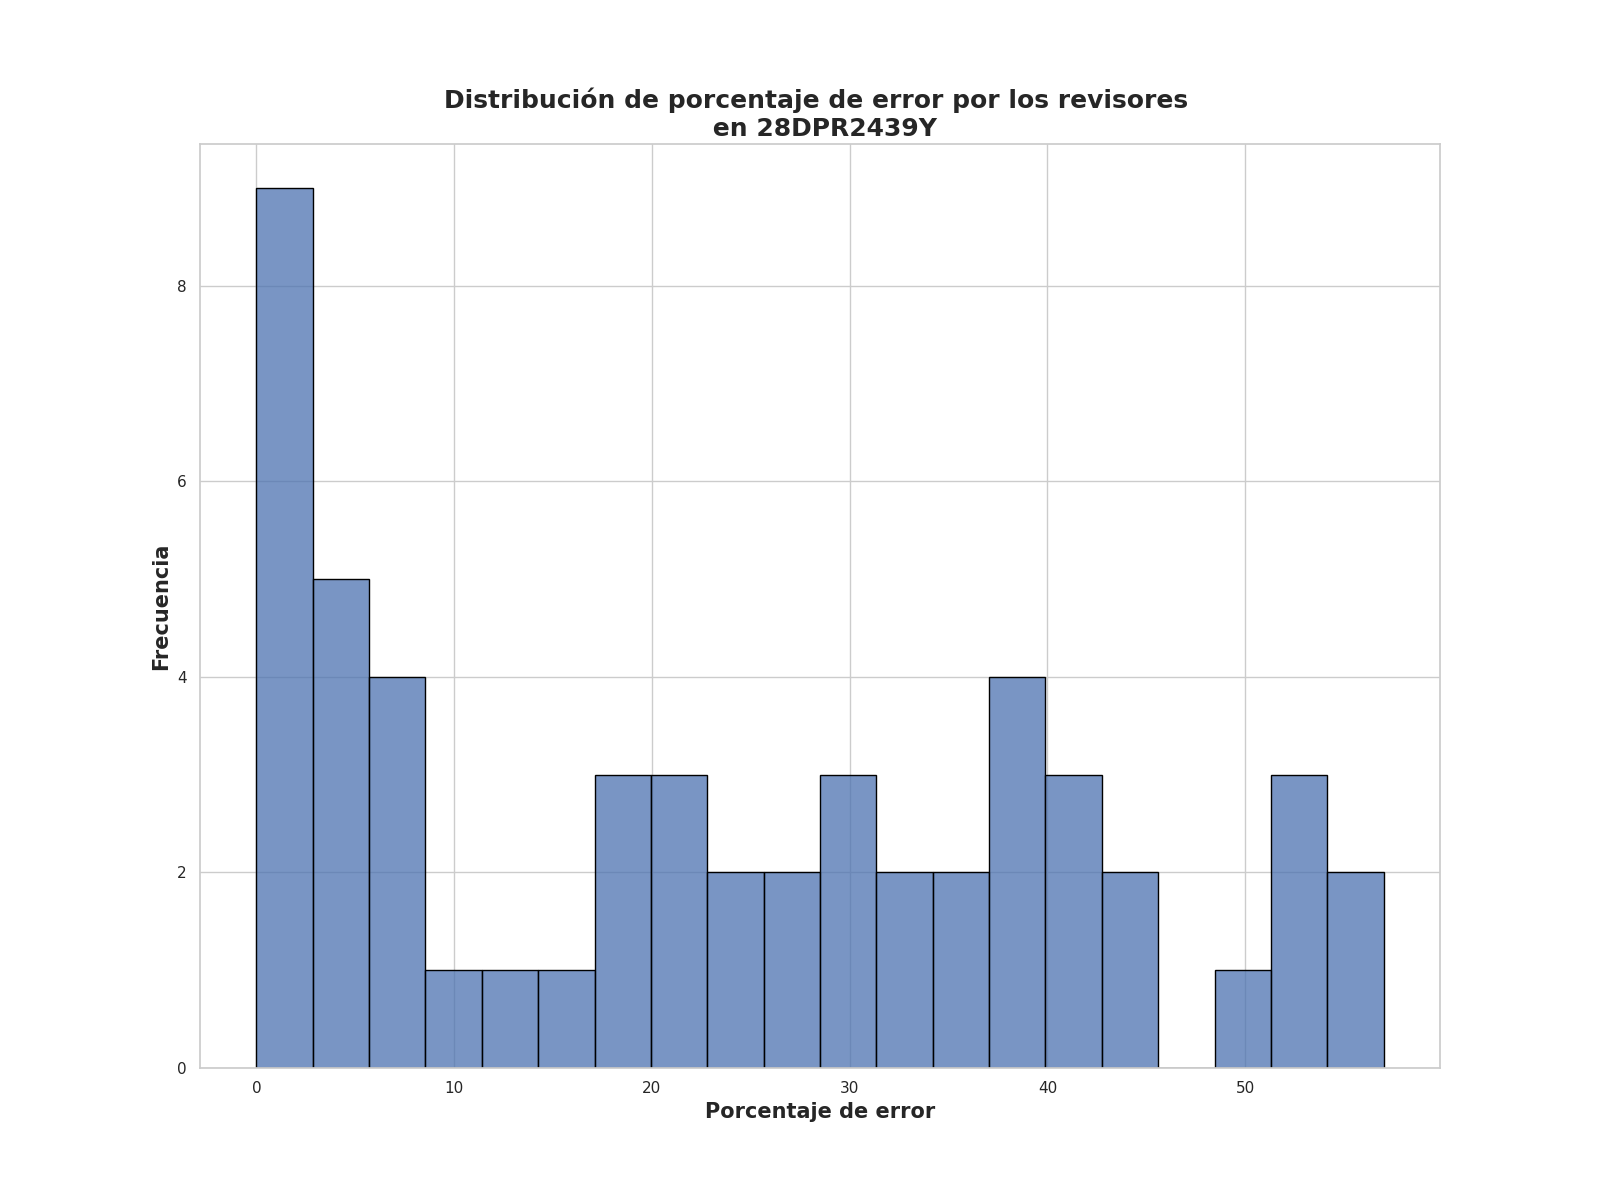 Distribución de porcentaje de error por los revisores
en 28DPR2439Y
8
6
4
2
0
Frecuencia
0 10 20 30 40 50
Porcentaje de error